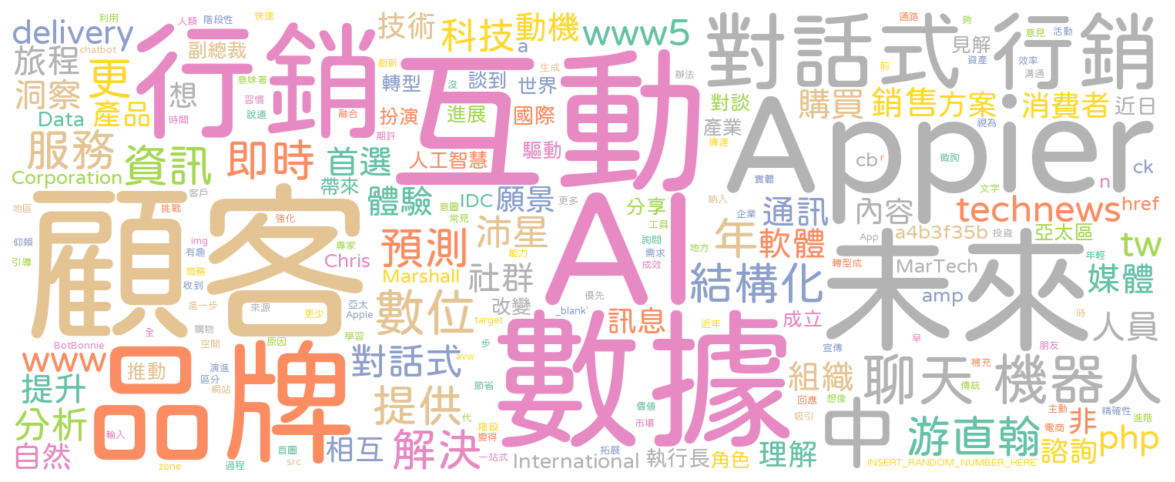 delivery
旅程
洞察
更
產品
Data
服務
資訊
Corporation
行銷
副總裁
想
即時
首選
帶來
技術
轉型
扮演
人工智慧
體驗
科技
動機
談到
a
世界
進展
國際
驅動
IDC
願景
www5
互動
AI
數據
顧客
品牌
對話式行銷
Appier
未來
見解
購買
銷售
方案
消費者
近日
對談
產業
cb
r
n
ck
內容
technews
href
分享
年
通訊
軟體
a4b3f35b
投資
亞太區
tw
結構化
MarTech
媒體
amp
人員
預測
沛星
Marshall
Chris
社群
改變
數位
訊息
成立
www
推動
對話式
提升
提供
分析
自然
相互
解決
International
執行長
角色
組織
理解
中
聊天機器人
游直翰
非
諮詢
php
INSERT_RANDOM_NUMBER_HERE
利用
人類
階段性
快速
chatbot
意味著
習慣
說道
創新
時間
融合
期許
沒
生成
辦法
通路
夠
意見
活動
前
資產
效率
溝通
傳達
視為
徵詢
實體
文字
納入
企業
App
地方
年輕
轉型成
時
早
朋友
補充
傳統
想像
宣傳
近年
回應
吸引
價值
市場
拓展
一站式
節省
步
代
階段
變得
avw
target
_blank'
優先
成效
能力
詢問
需求
工具
更多
意圖
常見
學習
原因
更少
亞太
Appie
專家
強化
客戶
地區
挑戰
仰賴
img
有趣
引導
商務
收到
進一步
來源
全
BotBonnie
購物
空間
演進
區分
網站
輸入
首圖
src
過程
zone
主動
電商
精確性
進階